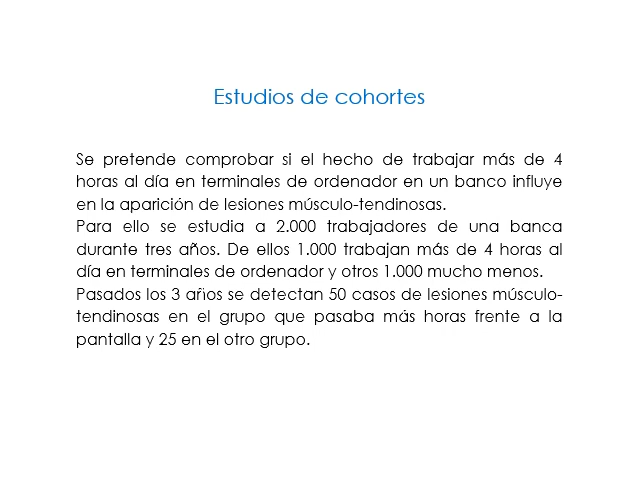 Estudios de cohortes
Se pretende comprobar si el hecho de trabajar más de 4
horas al día en terminales de ordenador en un banco influye
en la aparición de lesiones músculo-tendinosas.
Para ello se estudia a 2.000 trabajadores de una banca
durante tres años. De ellos 1.000 trabajan más de 4 horas al
día en terminales de ordenador y otros 1.000 mucho menos.
Pasados los 3 años se detectan 50 casos de lesiones músculo-
tendinosas en el grupo que pasaba más horas frente a la
pantalla y 25 en el otro grupo.